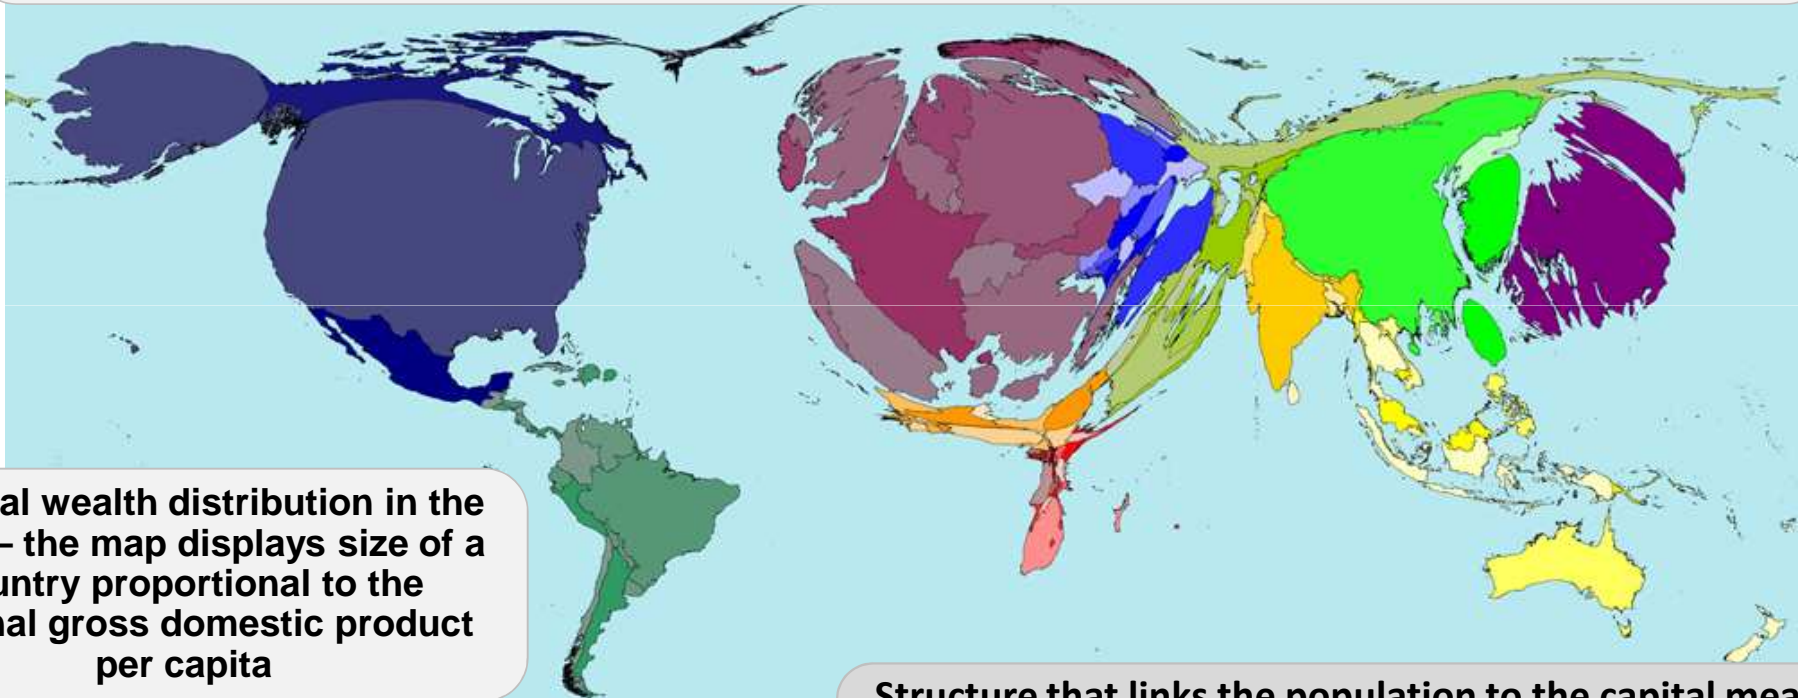 al wealth distribution in the
– the map displays size of a
untry proportional to the
nal gross domestic product
per capita
Structure that links the population to the capital mea